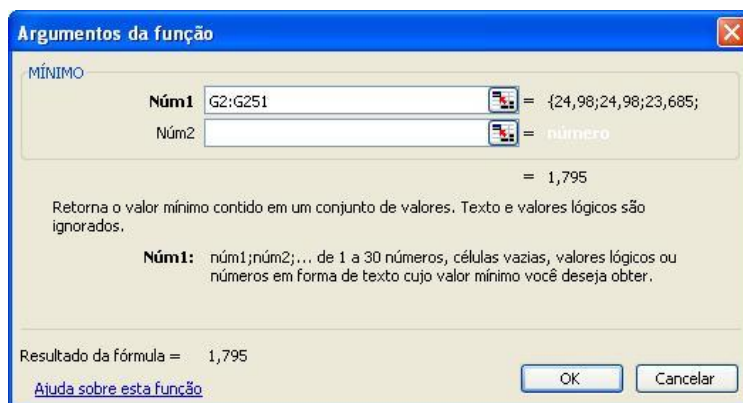 Argumentos da função
MÍNIMO
Núm1 G2:G251 = {24,98;24,98;23,685;
Núm2 = número
= 1,795
Retorna o valor mínimo contido em um conjunto de valores. Texto e valores lógicos são
ignorados.
Núm1: núm1;núm2;... de 1 a 30 números, células vazias, valores lógicos ou
números em forma de texto cujo valor mínimo você deseja obter.
Resultado da fórmula = 1,795
Ajuda sobre esta função
OK Cancelar